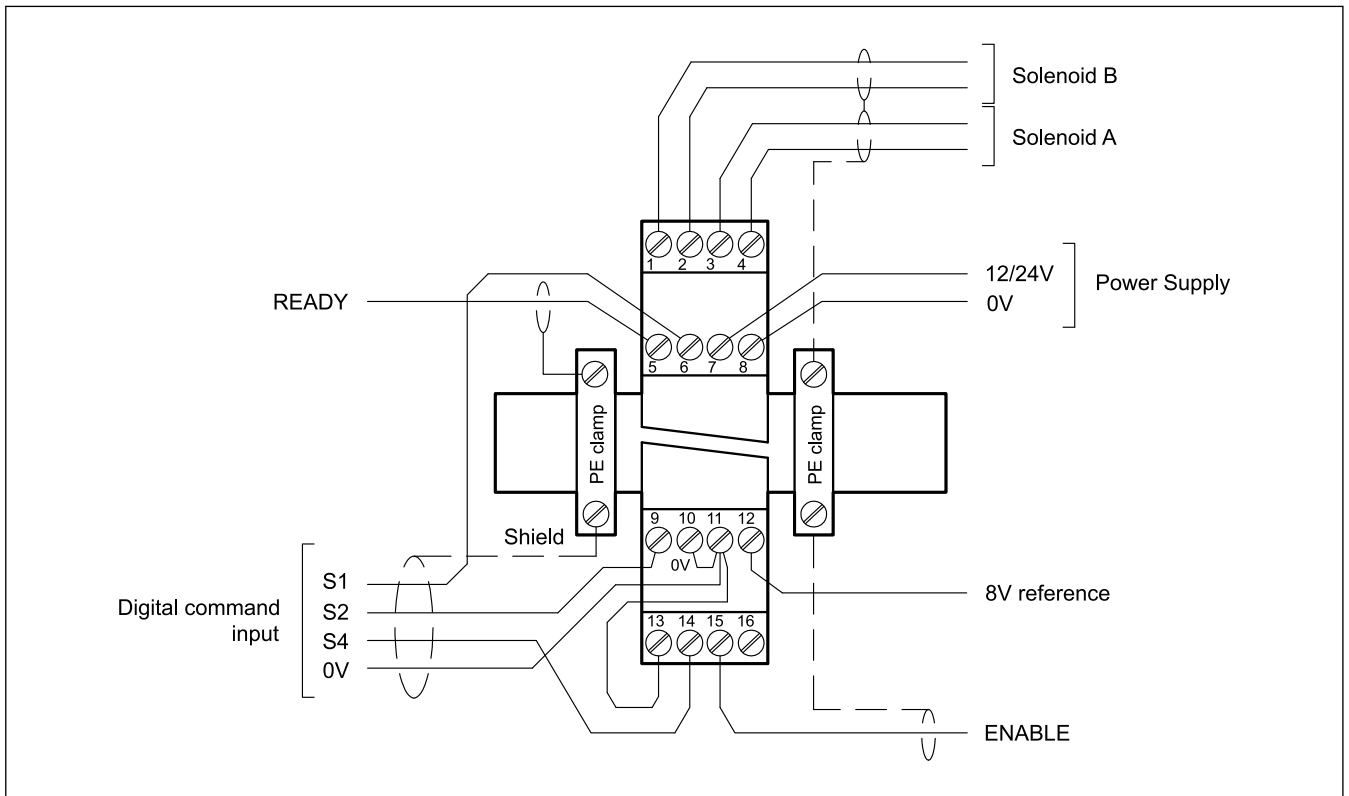 Solenoid B
Solenoid A
1 2 3 4
12/24V
Power Supply
READY
0V
5 6 7 8
PE clamp
PE clamp
9 10 11 12
Shield
0V
S1
8V reference
Digital command
input
S2
S4
13 14 15 16
0V
ENABLE